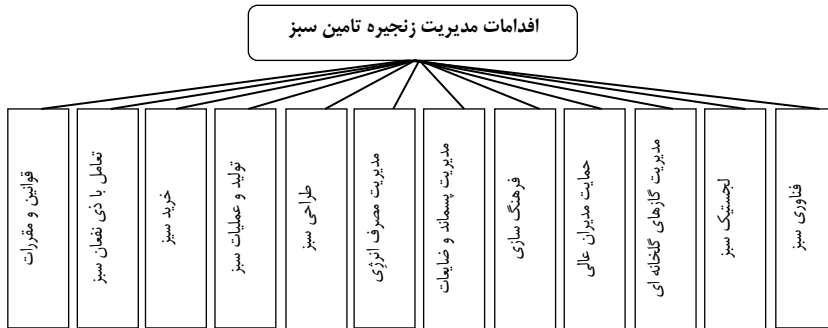 افدامات مدیریت زنجیره تامین سبز
فناوری سبز
لجستیک سبز
مدیریت گازهای گلخانه ای
حمایت مدیران عالی
فرهنگ سازی
مدیریت پسماند و ضایعات
مدیریت مصرف انرژی
طراحی سبز
تولید و عملیات سبز
خرید سبز
تعامل با ذی نفعان سبز
قوانین و مقررات